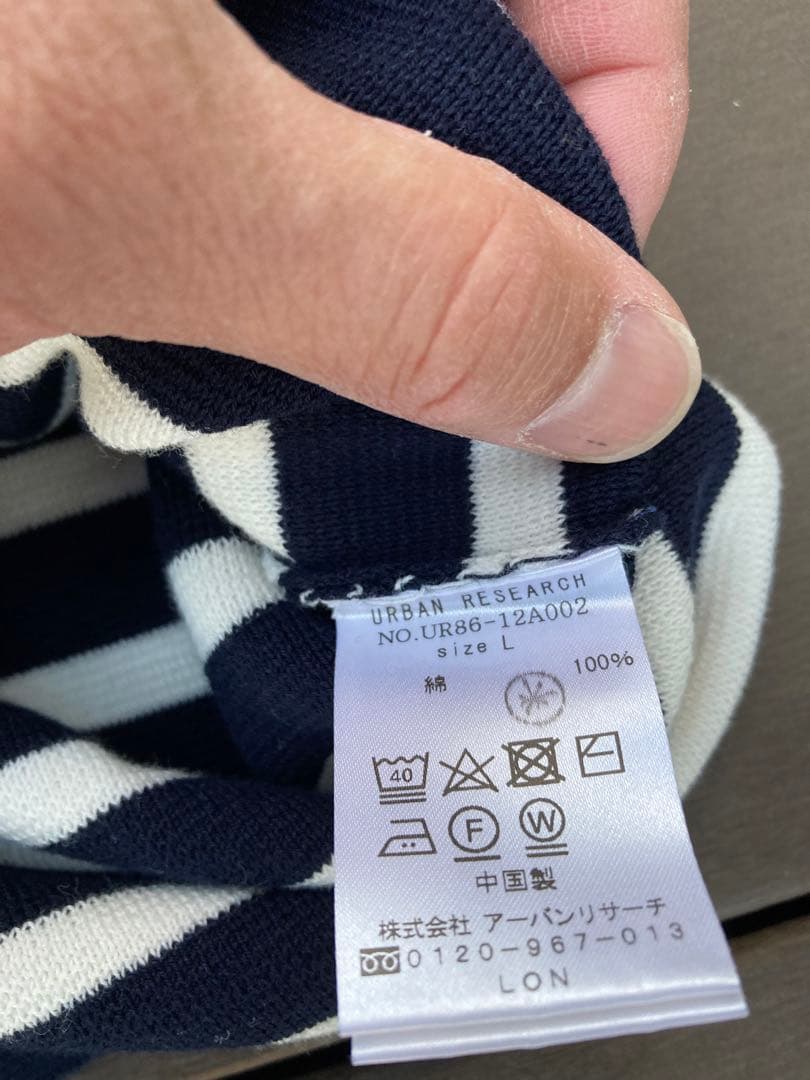 URBAN RESEARCH
NO.UR86-12A002
size L
綿 100%
40
F W
中国製
株式会社 アーバンリサーチ
0120-967-013
LON